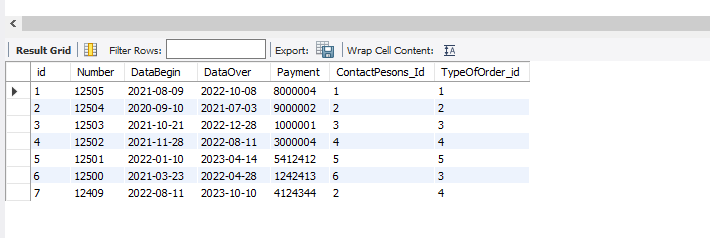 Result Grid Filter Rows: Export: Wrap Cell Content:
id Number DataBegin DataOver Payment ContactPesons_Id TypeOfOrder_id
1 12505 2021-08-09 2022-10-08 8000004 1 1
2 12504 2020-09-10 2021-07-03 9000002 2 2
3 12503 2021-10-21 2022-12-28 1000001 3 3
4 12502 2021-11-28 2022-08-11 3000004 4 4
5 12501 2022-01-10 2023-04-14 5412412 5 5
6 12500 2021-03-23 2022-04-28 1242413 6 3
7 12409 2022-08-11 2023-10-10 4124344 2 4